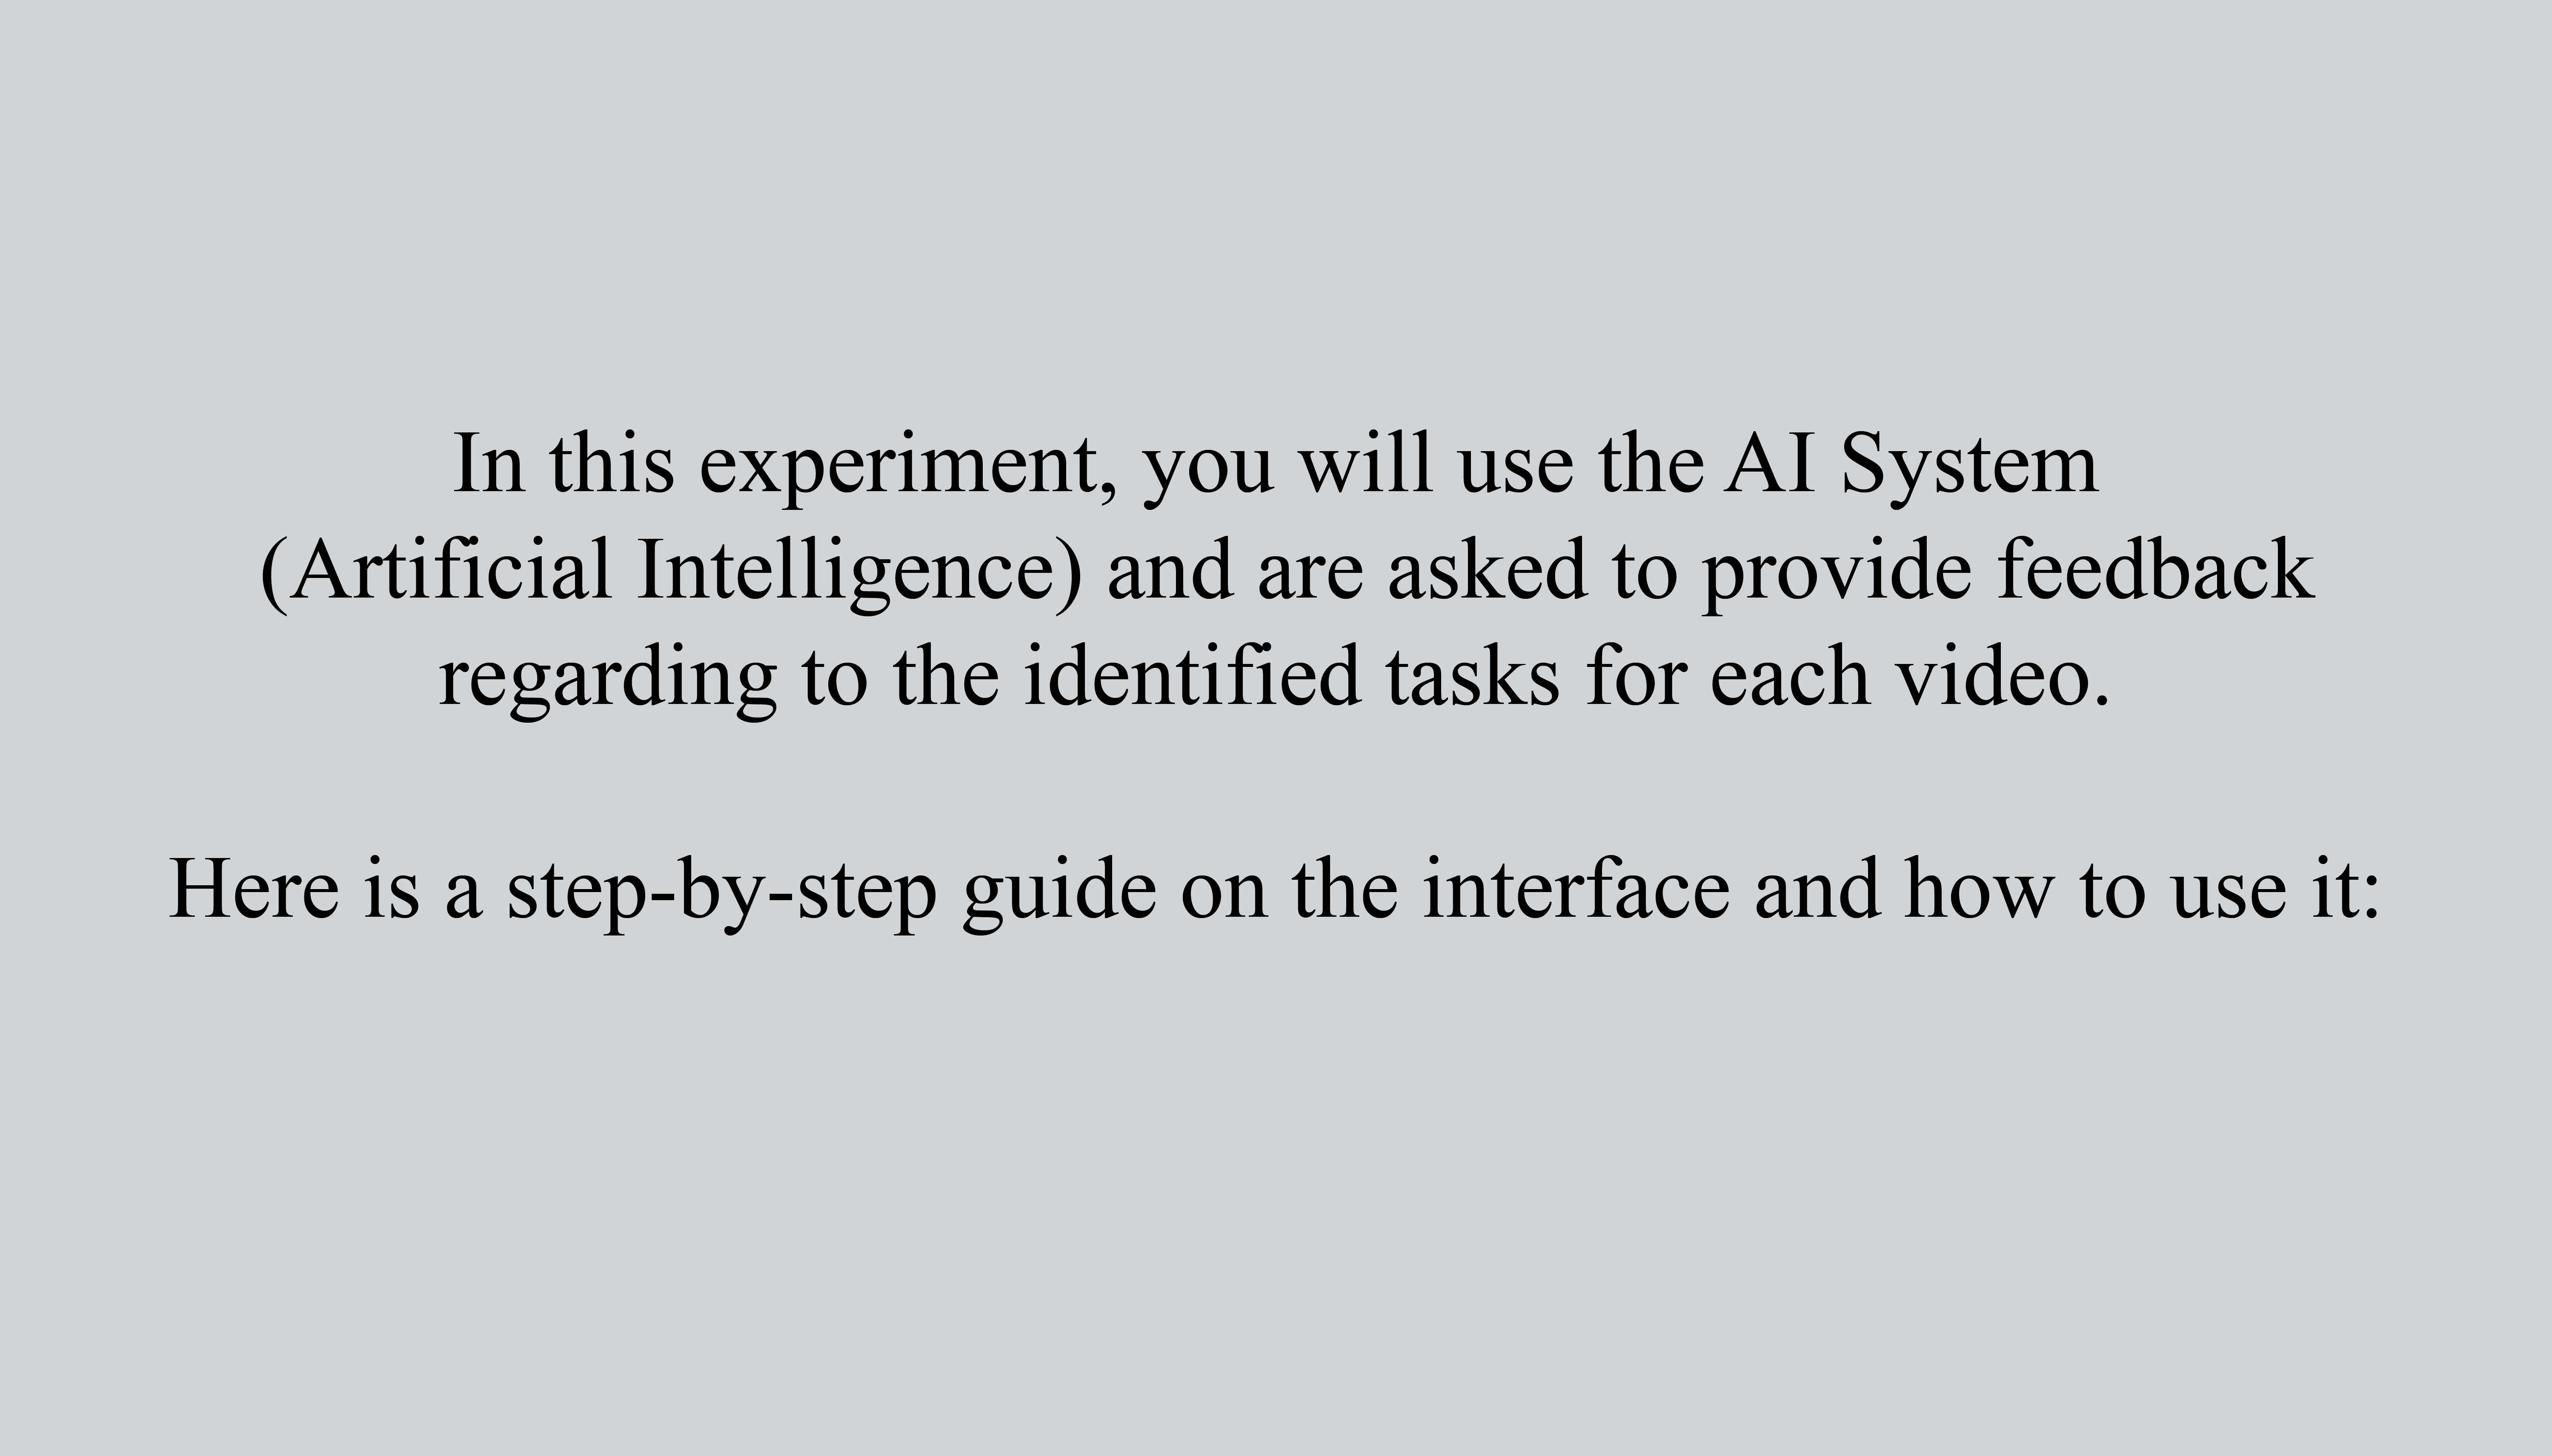 In this experiment, you will use the AI System
(Artificial Intelligence) and are asked to provide feedback
regarding to the identified tasks for each video.
Here is a step-by-step guide on the interface and how to use it: